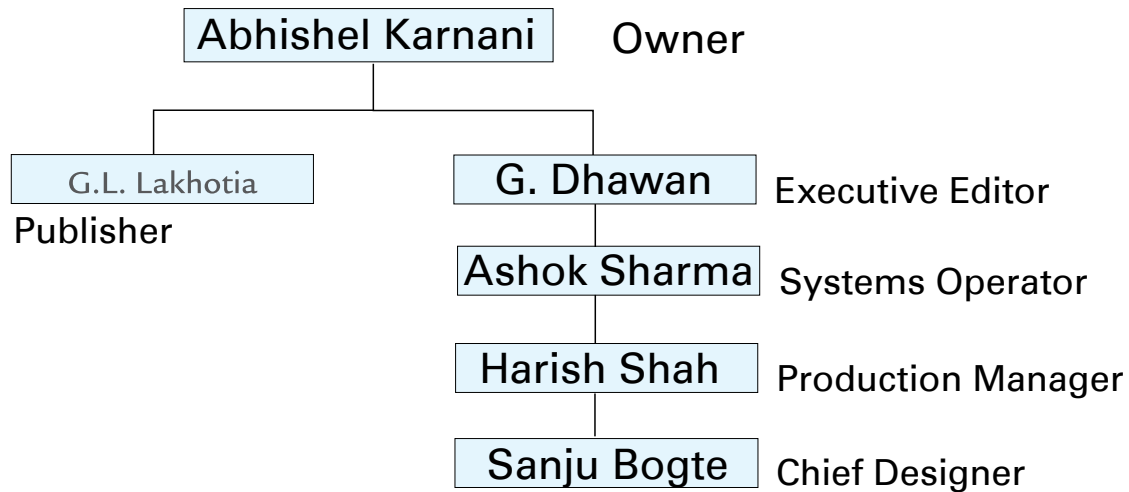 Abhishel Karnani Owner
G.L. Lakhotia
Publisher
G. Dhawan Executive Editor
Ashok Sharma Systems Operator
Harish Shah Production Manager
Sanju Bogte Chief Designer